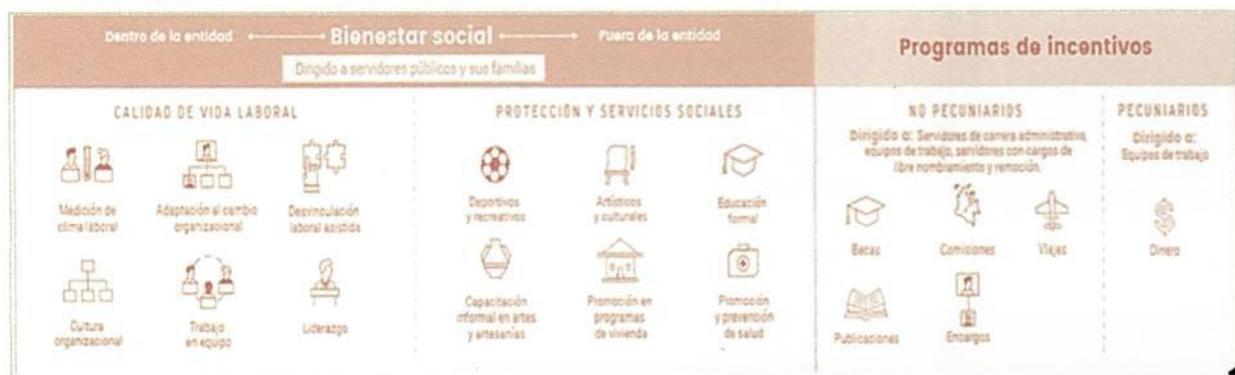 Dentro de la entidad
Bienestar social
Fuera de la entidad
Dirigido a servidores públicos y sus familias
Programas de incentivos
CALIDAD DE VIDA LABORAL
Medición de
clima laboral
Adaptación al cambio
organizacional
Desvinculación
laboral asistida
Cultura
organizacional
Trabajo
en equipo
Liderazgo
PROTECCIÓN Y SERVICIOS SOCIALES
Deportivos
y recreativos
Artísticos
y culturales
Educación
formal
Capacitación
informal en artes
y artesanías
Promoción en
programas
de vivienda
Promoción
y prevención
de salud
NO PECUNIARIOS
Dirigido a: Servidores de carrera administrativa,
equipos de trabajo, servidores con cargos de
libre nombramiento y remoción.
Becas
Comisiones
Viajes
Publicaciones
Encargos
PECUNIARIOS
Dirigido a:
Equipos de trabajo
$
Dinero